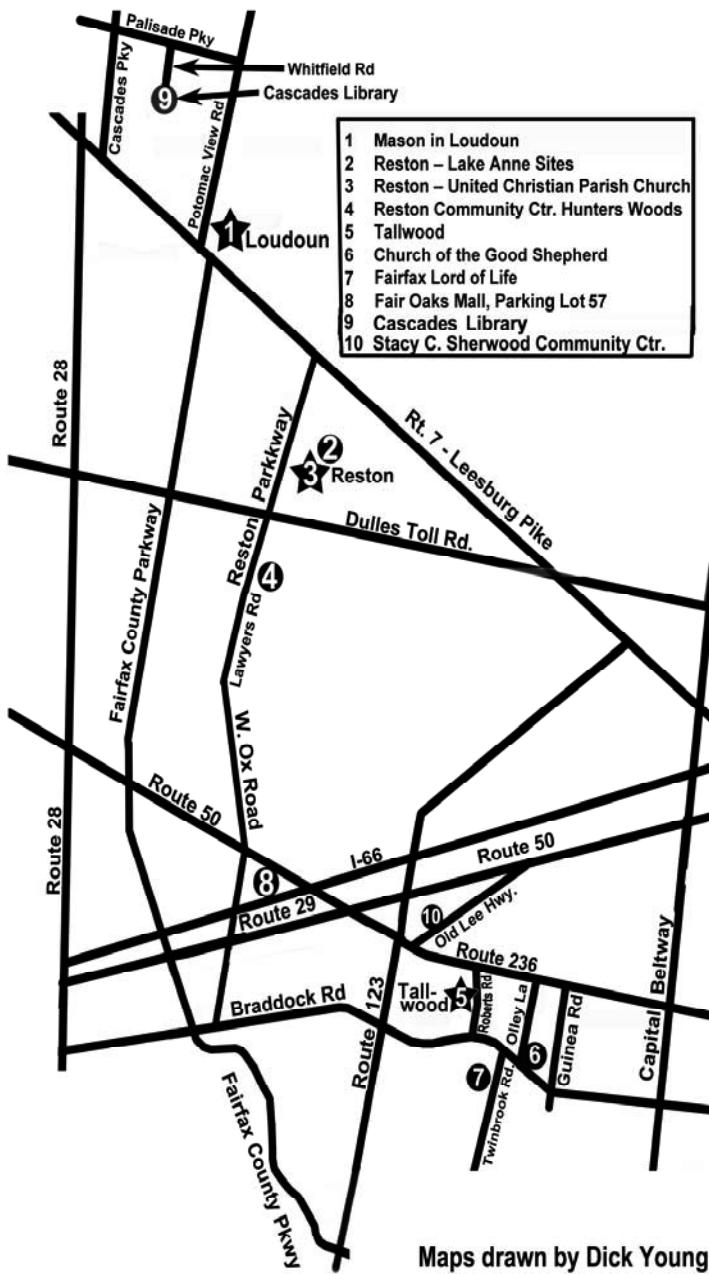 Palisade Pky
Whitfield Rd
Cascades Library
9
Cascades Pky
Potomac View Rd
1 Mason in Loudoun
2 Reston – Lake Anne Sites
3 Reston – United Christian Parish Church
4 Reston Community Ctr. Hunters Woods
5 Tallwood
6 Church of the Good Shepherd
7 Fairfax Lord of Life
8 Fair Oaks Mall, Parking Lot 57
9 Cascades Library
10 Stacy C. Sherwood Community Ctr.
1
Loudoun
Route 28
Rt. 7 - Leesburg Pike
Reston Parkkway
2
3
Reston
Dulles Toll Rd.
4
Lawyers Rd
Fairfax County Parkway
W. Ox Road
Route 50
Route 28
I-66
Route 50
8
Route 29
10
Old Lee Hwy.
Route 236
Capital Beltway
Tall-
wood
5
Roberts Rd
Olley La
Guinea Rd
Braddock Rd
Route 123
6
7
Twinbrook Rd.
Fairfax County Pkwy
Maps drawn by Dick Young